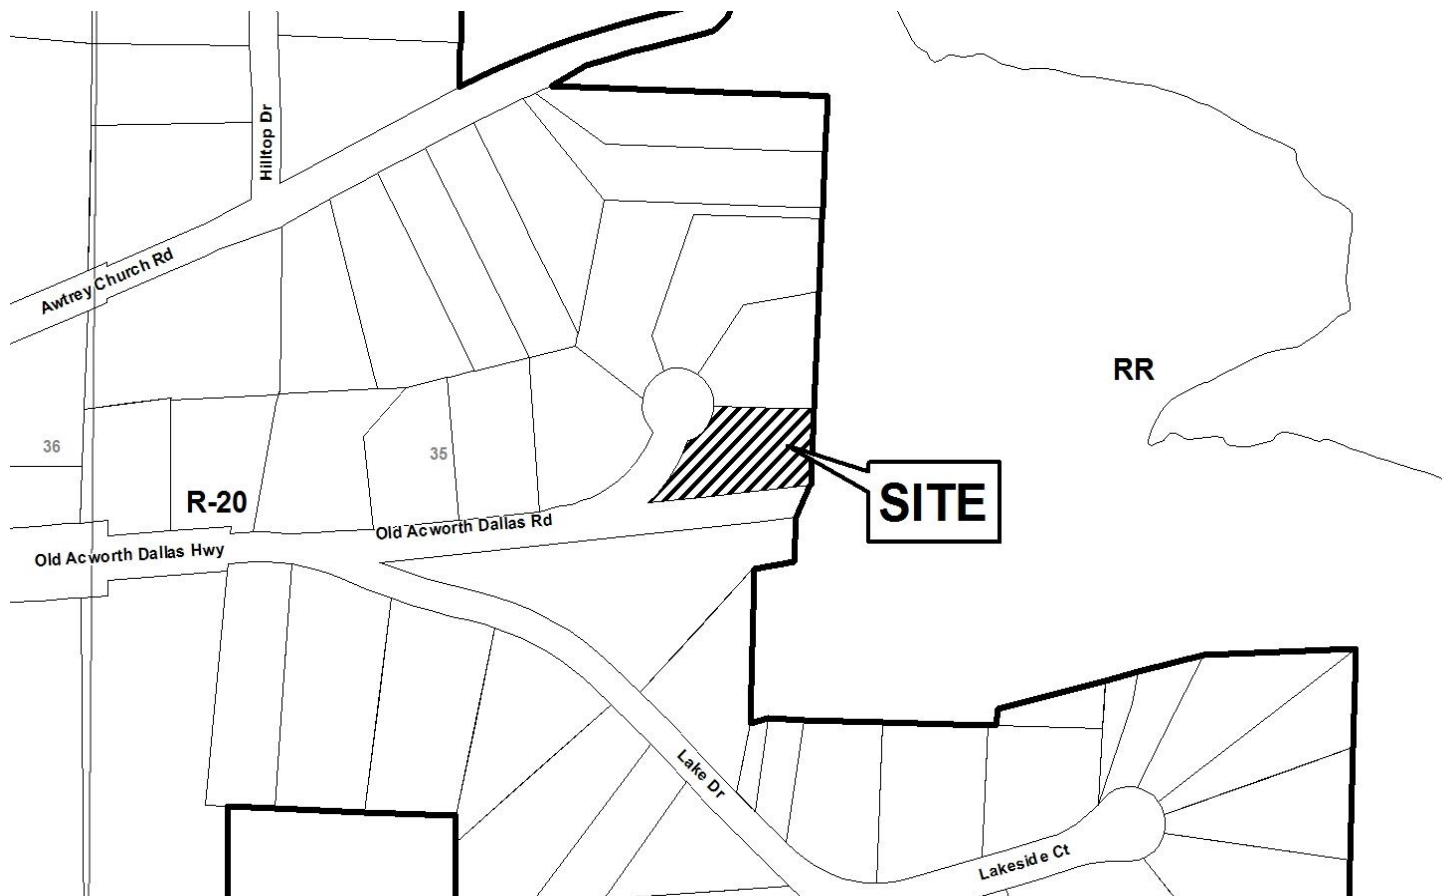 Hilltop Dr
Awtrey Church Rd
RR
36
35
R-20
SITE
Old Acworth Dallas Rd
Old Acworth Dallas Hwy
Lake Dr
Lakeside Ct